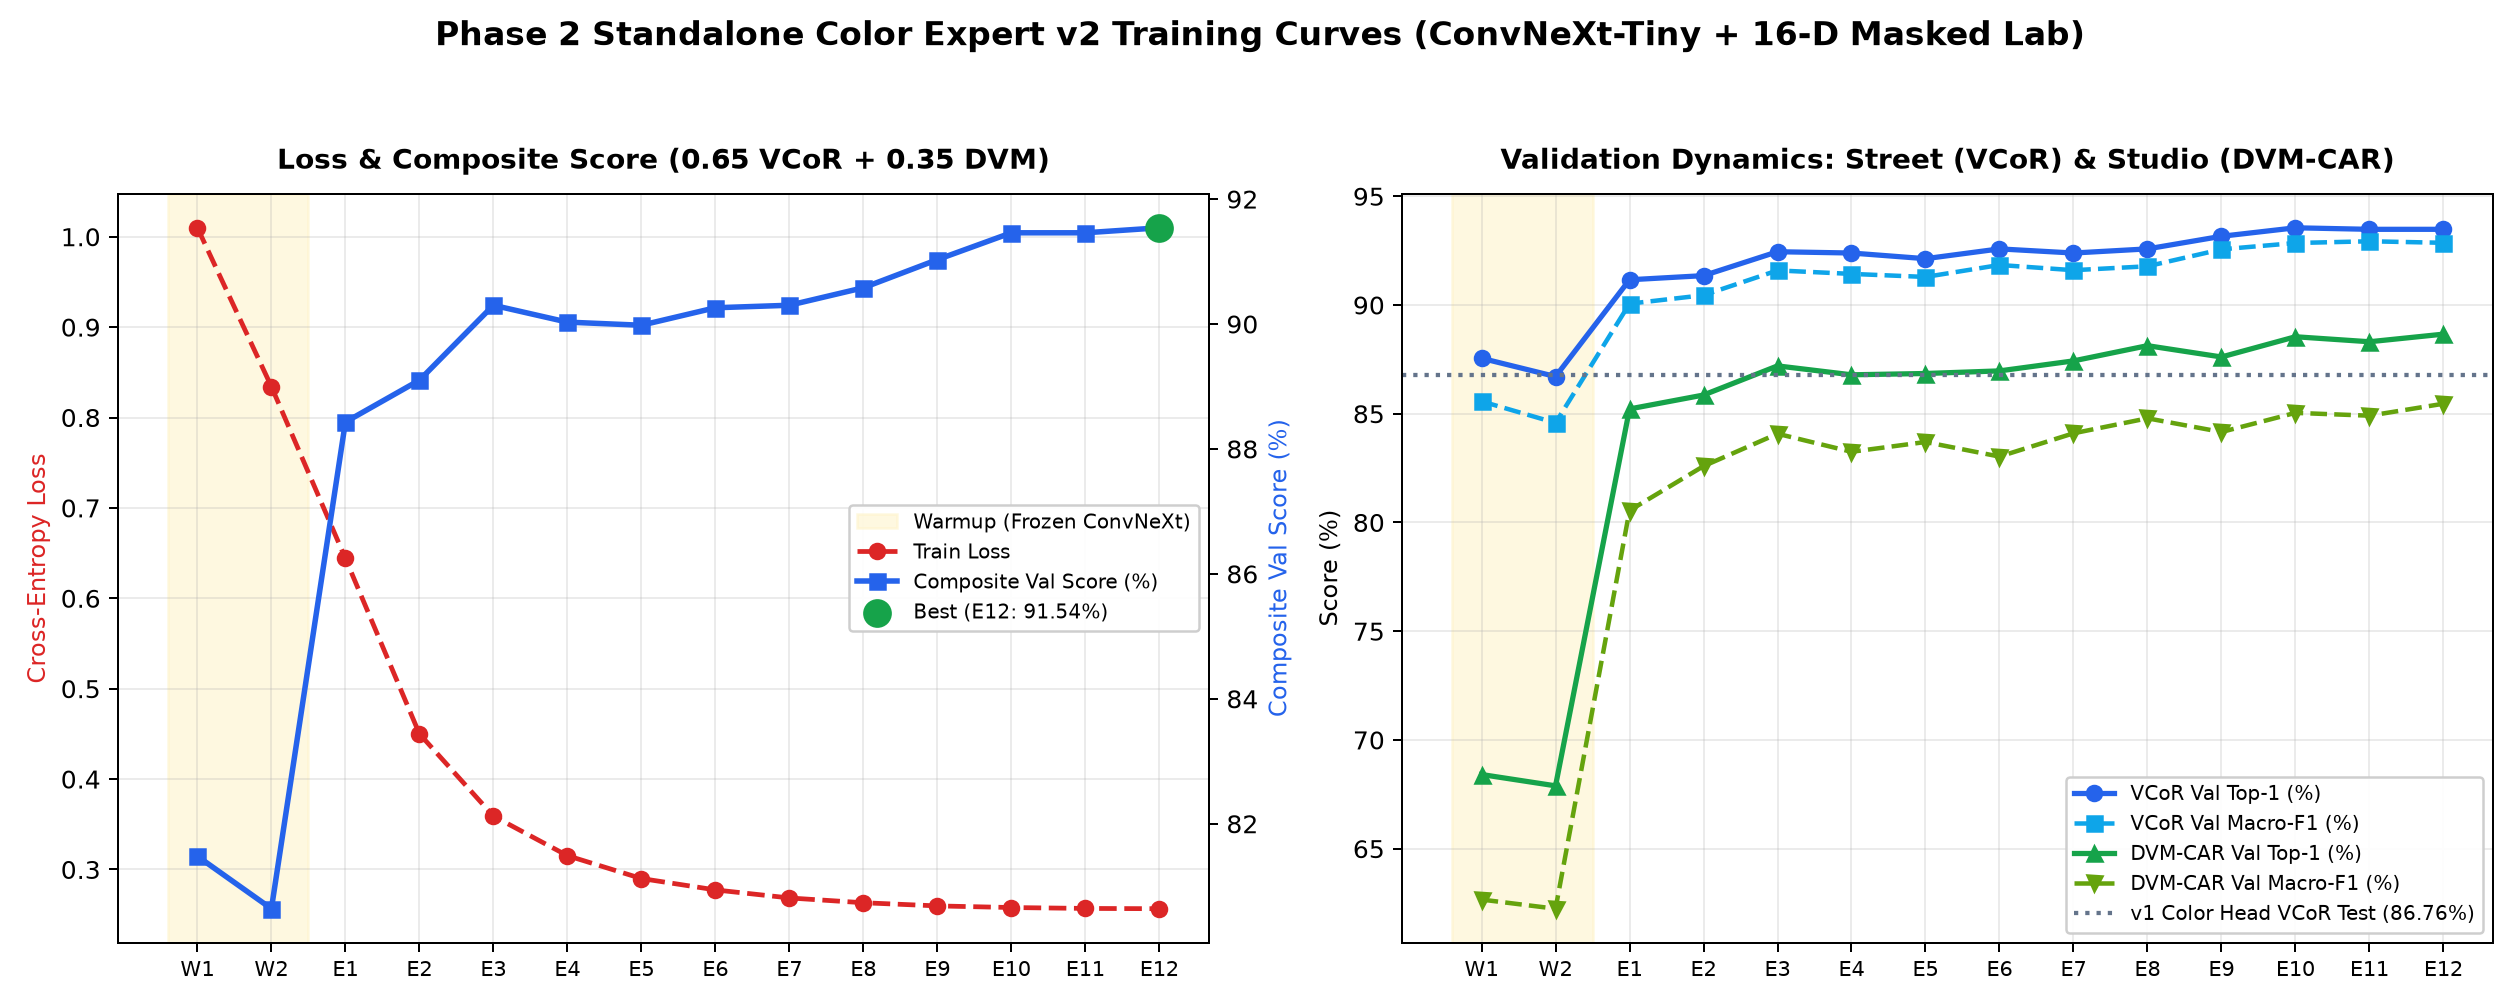 Phase 2 Standalone Color Expert v2 Training Curves (ConvNeXt-Tiny + 16-D Masked Lab)
Loss & Composite Score (0.65 VCoR + 0.35 DVM)
Cross-Entropy Loss
1.0
0.9
0.8
0.7
0.6
0.5
0.4
0.3
W1 W2 E1 E2 E3 E4 E5 E6 E7 E8 E9 E10 E11 E12
92
90
88
86
84
82
Composite Val Score (%)
Warmup (Frozen ConvNeXt)
Train Loss
Composite Val Score (%)
Best (E12: 91.54%)
Validation Dynamics: Street (VCoR) & Studio (DVM-CAR)
Score (%)
95
90
85
80
75
70
65
W1 W2 E1 E2 E3 E4 E5 E6 E7 E8 E9 E10 E11 E12
VCoR Val Top-1 (%)
VCoR Val Macro-F1 (%)
DVM-CAR Val Top-1 (%)
DVM-CAR Val Macro-F1 (%)
v1 Color Head VCoR Test (86.76%)